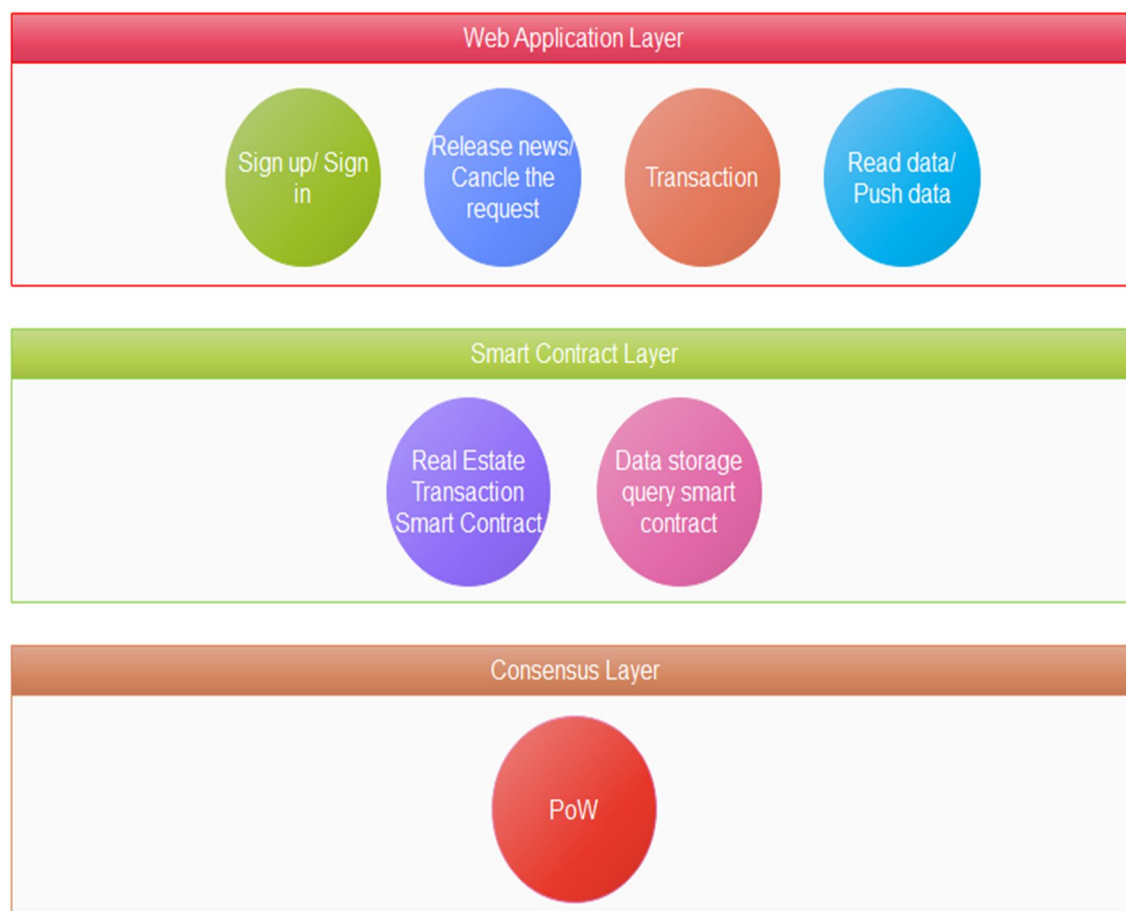 Web Application Layer
Sign up/ Sign
in
Release news/
Cancle the
request
Transaction
Read data/
Push data
Smart Contract Layer
Real Estate
Transaction
Smart Contract
Data storage
query smart
contract
Consensus Layer
PoW